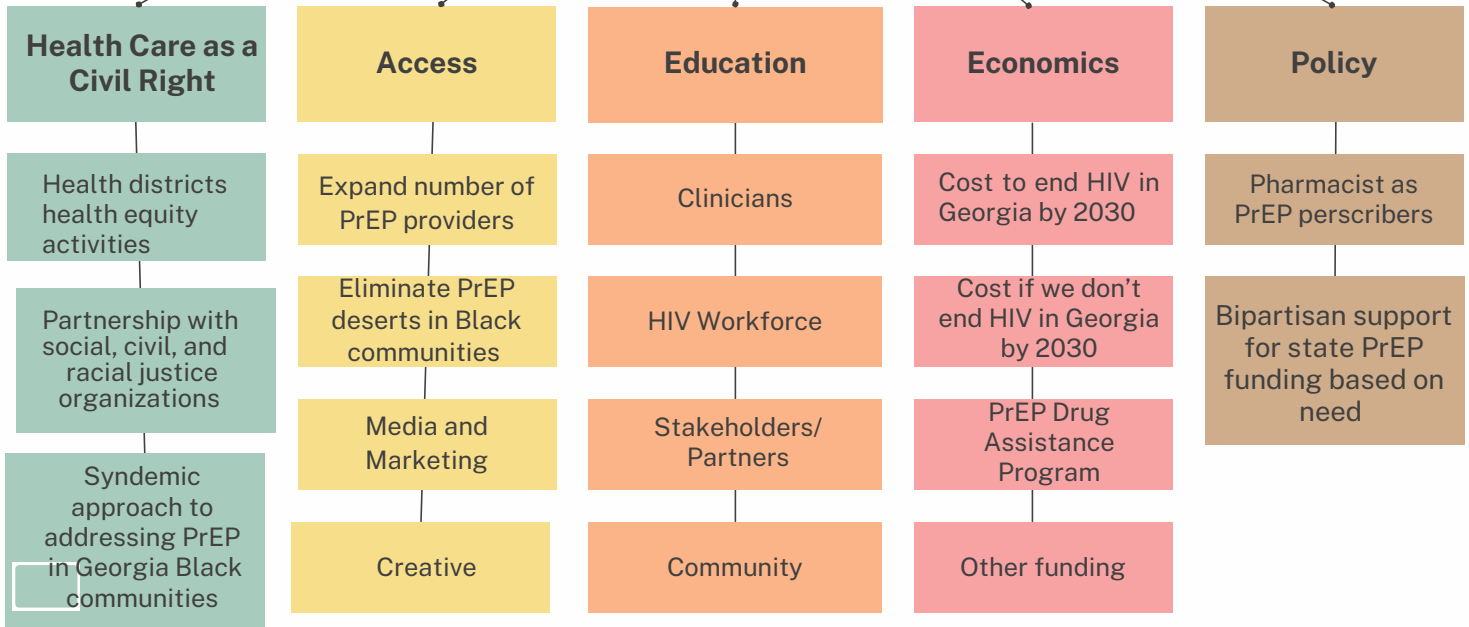 Health Care as a
Civil Right
Health districts
health equity
activities
Partnership with
social, civil, and
racial justice
organizations
Syndemic
approach to
addressing PrEP
in Georgia Black
communities
Access
Expand number of
PrEP providers
Eliminate PrEP
deserts in Black
communities
Media and
Marketing
Creative
Education
Clinicians
HIV Workforce
Stakeholders/
Partners
Community
Economics
Cost to end HIV in
Georgia by 2030
Cost if we don't
end HIV in Georgia
by 2030
PrEP Drug
Assistance
Program
Other funding
Policy
Pharmacist as
PrEP perscribers
Bipartisan support
for state PrEP
funding based on
need